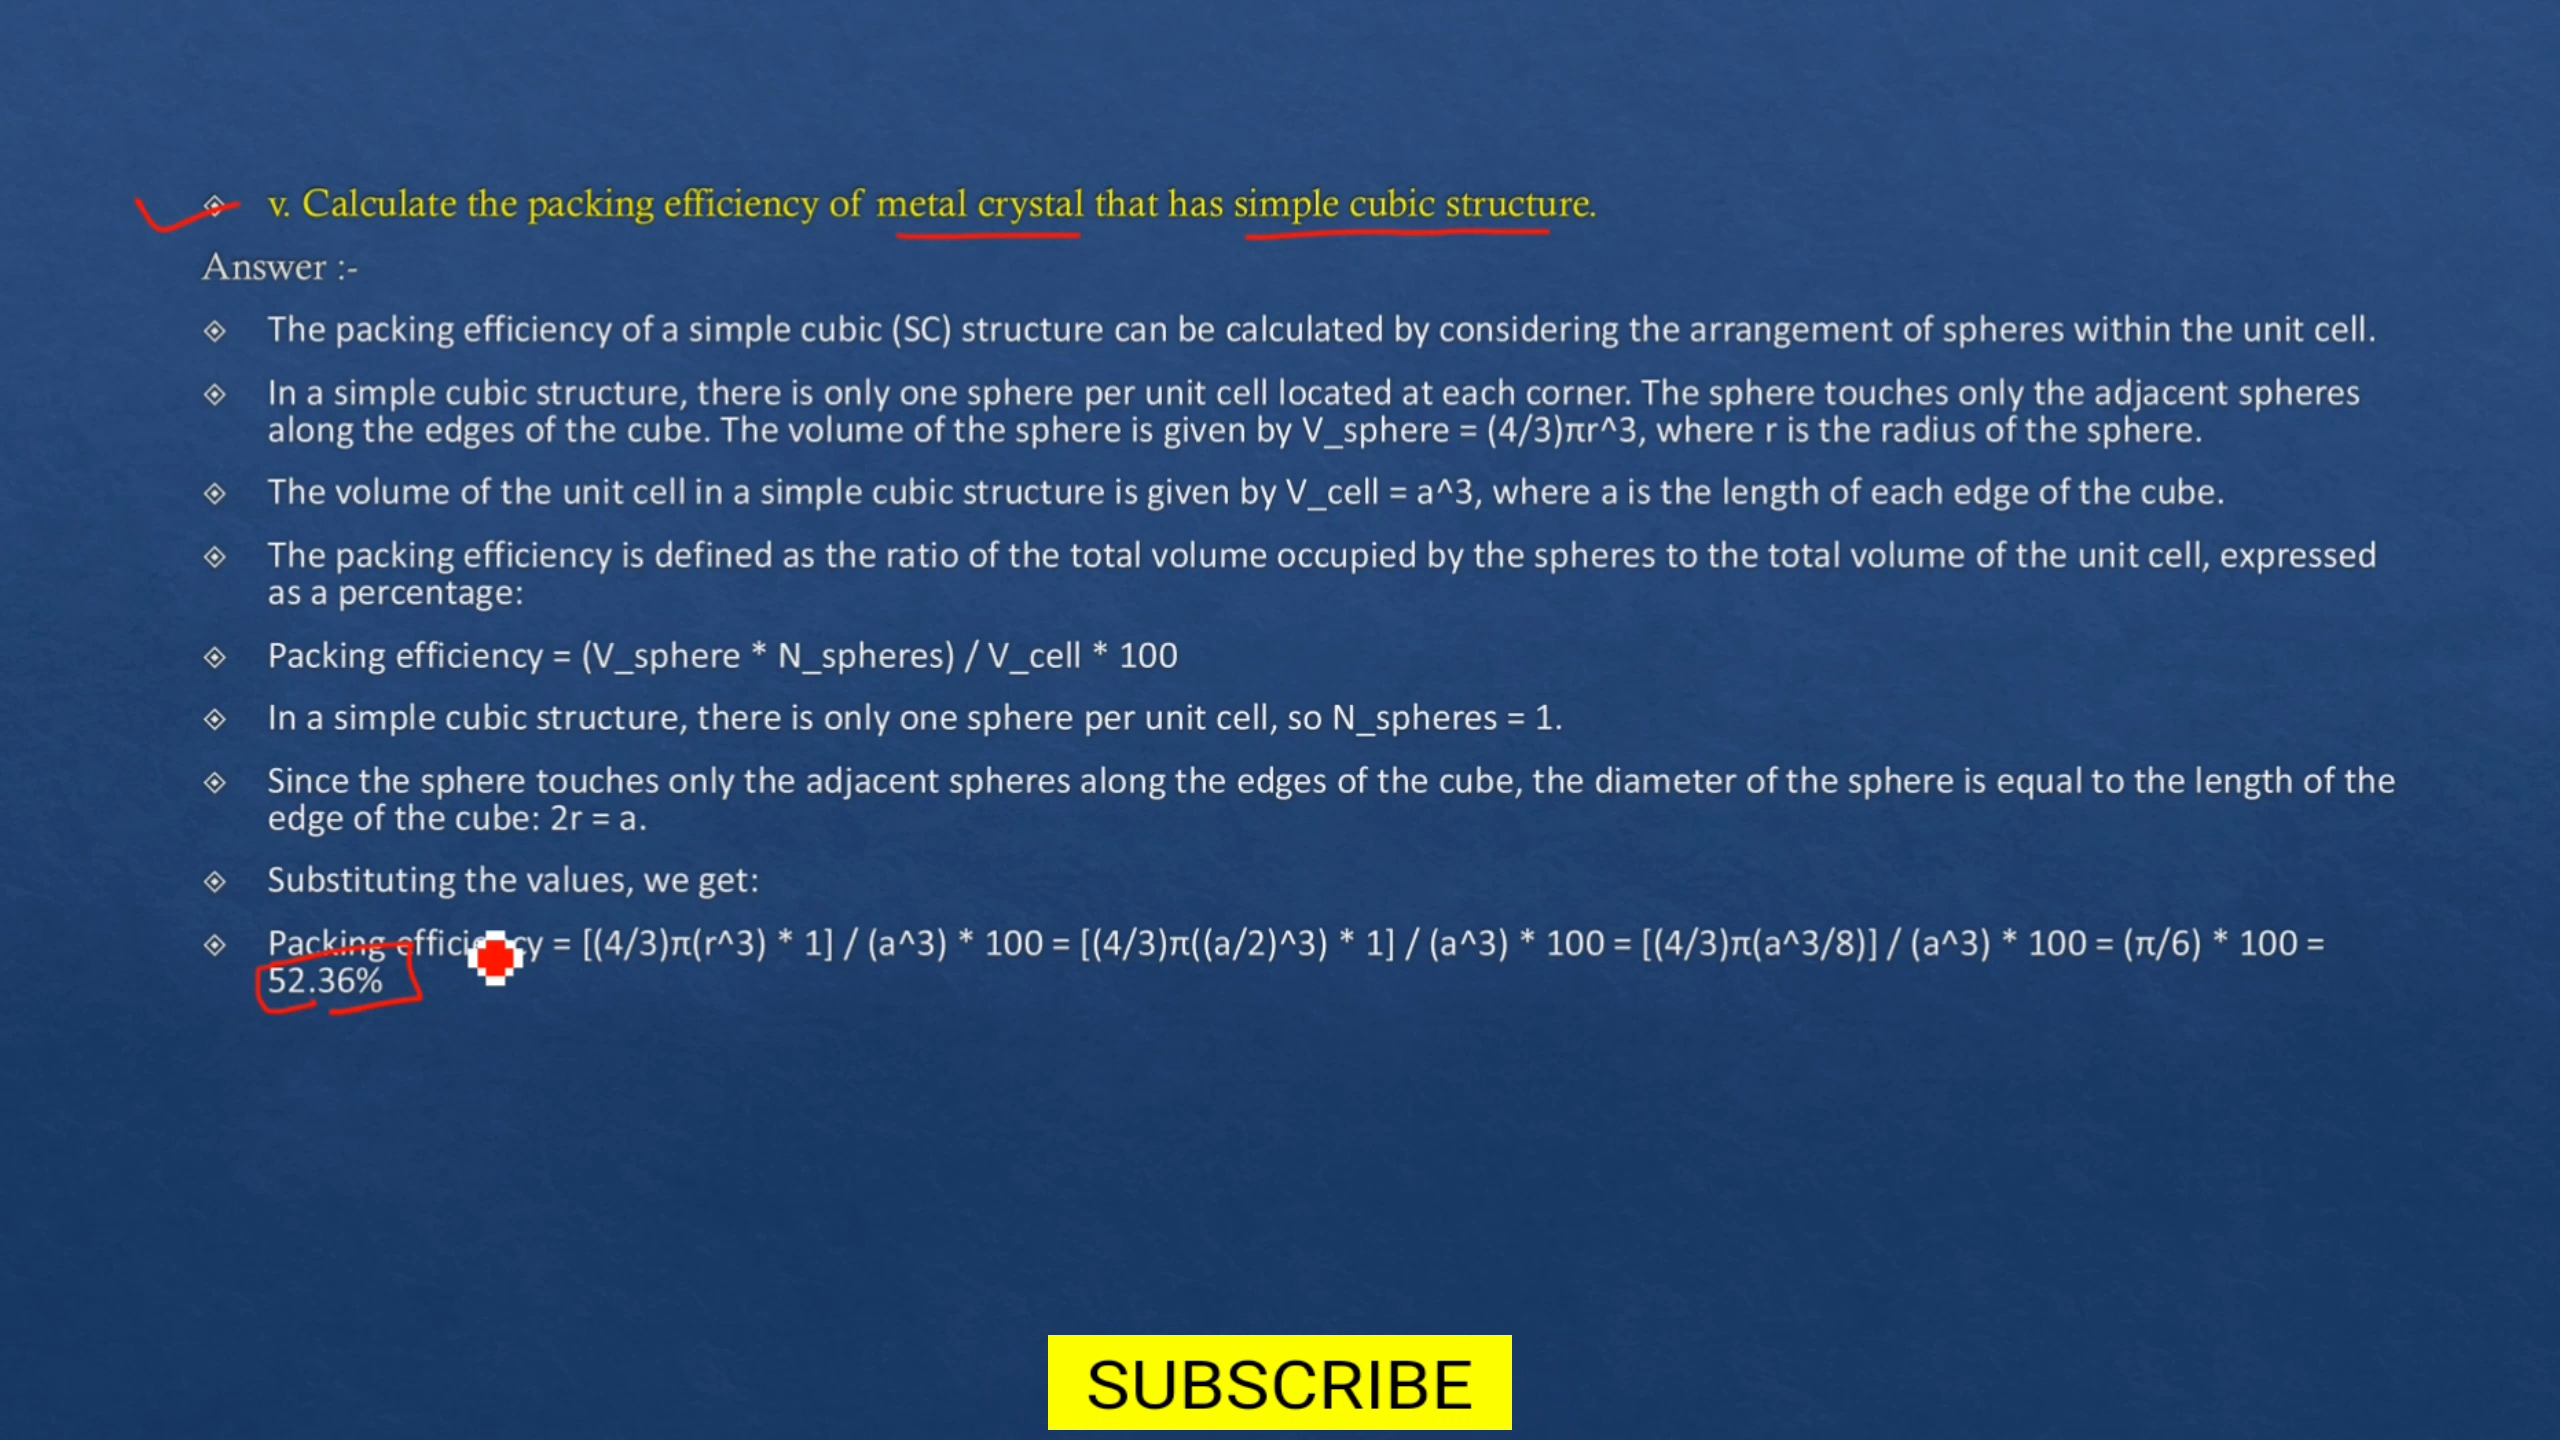 v. Calculate the packing efficiency of metal crystal that has simple cubic structure.
Answer :-
The packing efficiency of a simple cubic (SC) structure can be calculated by considering the arrangement of spheres within the unit cell.
In a simple cubic structure, there is only one sphere per unit cell located at each corner. The sphere touches only the adjacent spheres
along the edges of the cube. The volume of the sphere is given by V_sphere = (4/3)πr^3, where r is the radius of the sphere.
The volume of the unit cell in a simple cubic structure is given by V_cell = a^3, where a is the length of each edge of the cube.
The packing efficiency is defined as the ratio of the total volume occupied by the spheres to the total volume of the unit cell, expressed
as a percentage:
Packing efficiency = (V_sphere * N_spheres) / V_cell * 100
In a simple cubic structure, there is only one sphere per unit cell, so N_spheres = 1.
Since the sphere touches only the adjacent spheres along the edges of the cube, the diameter of the sphere is equal to the length of the
edge of the cube: 2r = a.
Substituting the values, we get:
Packing efficiency = [(4/3)π(r^3) * 1] / (a^3) * 100 = [(4/3)π((a/2)^3) * 1] / (a^3) * 100 = [(4/3)π(a^3/8)] / (a^3) * 100 = (π/6) * 100 =
52.36%
SUBSCRIBE